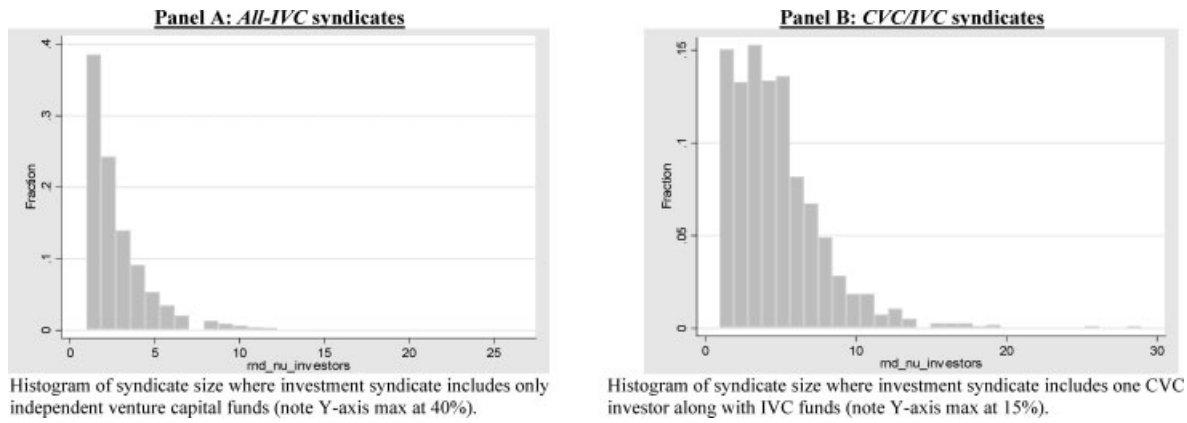 Panel A: All-IVC syndicates
.4
.3
.2
.1
0
Fraction
0 5 10 15 20 25
rnd_nu_investors
Histogram of syndicate size where investment syndicate includes only
independent venture capital funds (note Y-axis max at 40%).
Panel B: CVC/IVC syndicates
.15
.1
.05
0
Fraction
0 10 20 30
rnd_nu_investors
Histogram of syndicate size where investment syndicate includes one CVC
investor along with IVC funds (note Y-axis max at 15%).